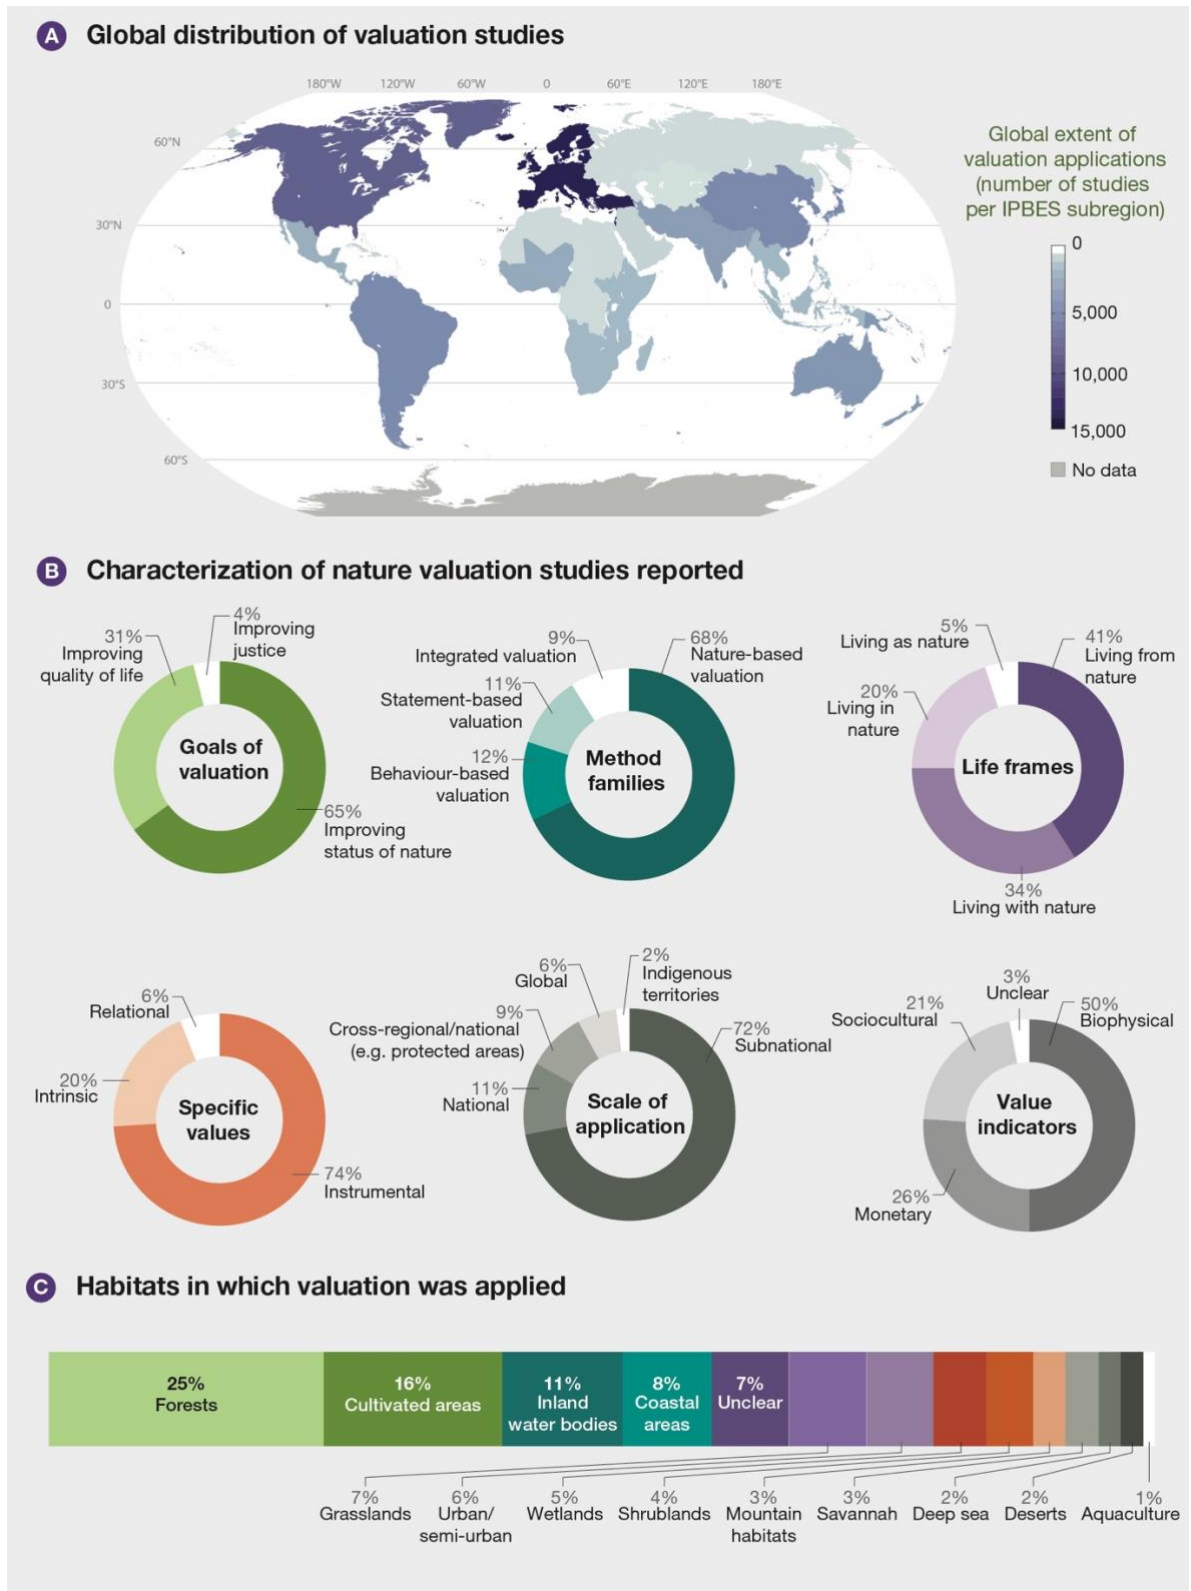 A Global distribution of valuation studies
180°W 120°W 60°W 0 60°E 120°E 180°E
60°N
30°N
0
30°S
60°S
Global extent of
valuation applications
(number of studies
per IPBES subregion)
0
5,000
10,000
15,000
No data
B Characterization of nature valuation studies reported
Goals of
valuation
4%
Improving
justice
31%
Improving
quality of life
65%
Improving
status of nature
Method
families
9%
Integrated valuation
68%
Nature-based
valuation
11%
Statement-based
valuation
12%
Behaviour-based
valuation
Life frames
5%
Living as nature
41%
Living from
nature
20%
Living in
nature
34%
Living with nature
Specific
values
6%
Relational
20%
Intrinsic
74%
Instrumental
Scale of
application
6%
Global
2%
Indigenous
territories
9%
Cross-regional/national
(e.g. protected areas)
72%
Subnational
11%
National
Value
indicators
3%
Unclear
21%
Sociocultural
50%
Biophysical
26%
Monetary
C Habitats in which valuation was applied
25%
Forests
16%
Cultivated areas
11%
Inland
water bodies
8%
Coastal
areas
7%
Unclear
7%
Grasslands
6%
Urban/
semi-urban
5%
Wetlands
4%
Shrublands
3%
Mountain
habitats
3%
Savannah
2%
Deep sea
2%
Deserts
1%
Aquaculture